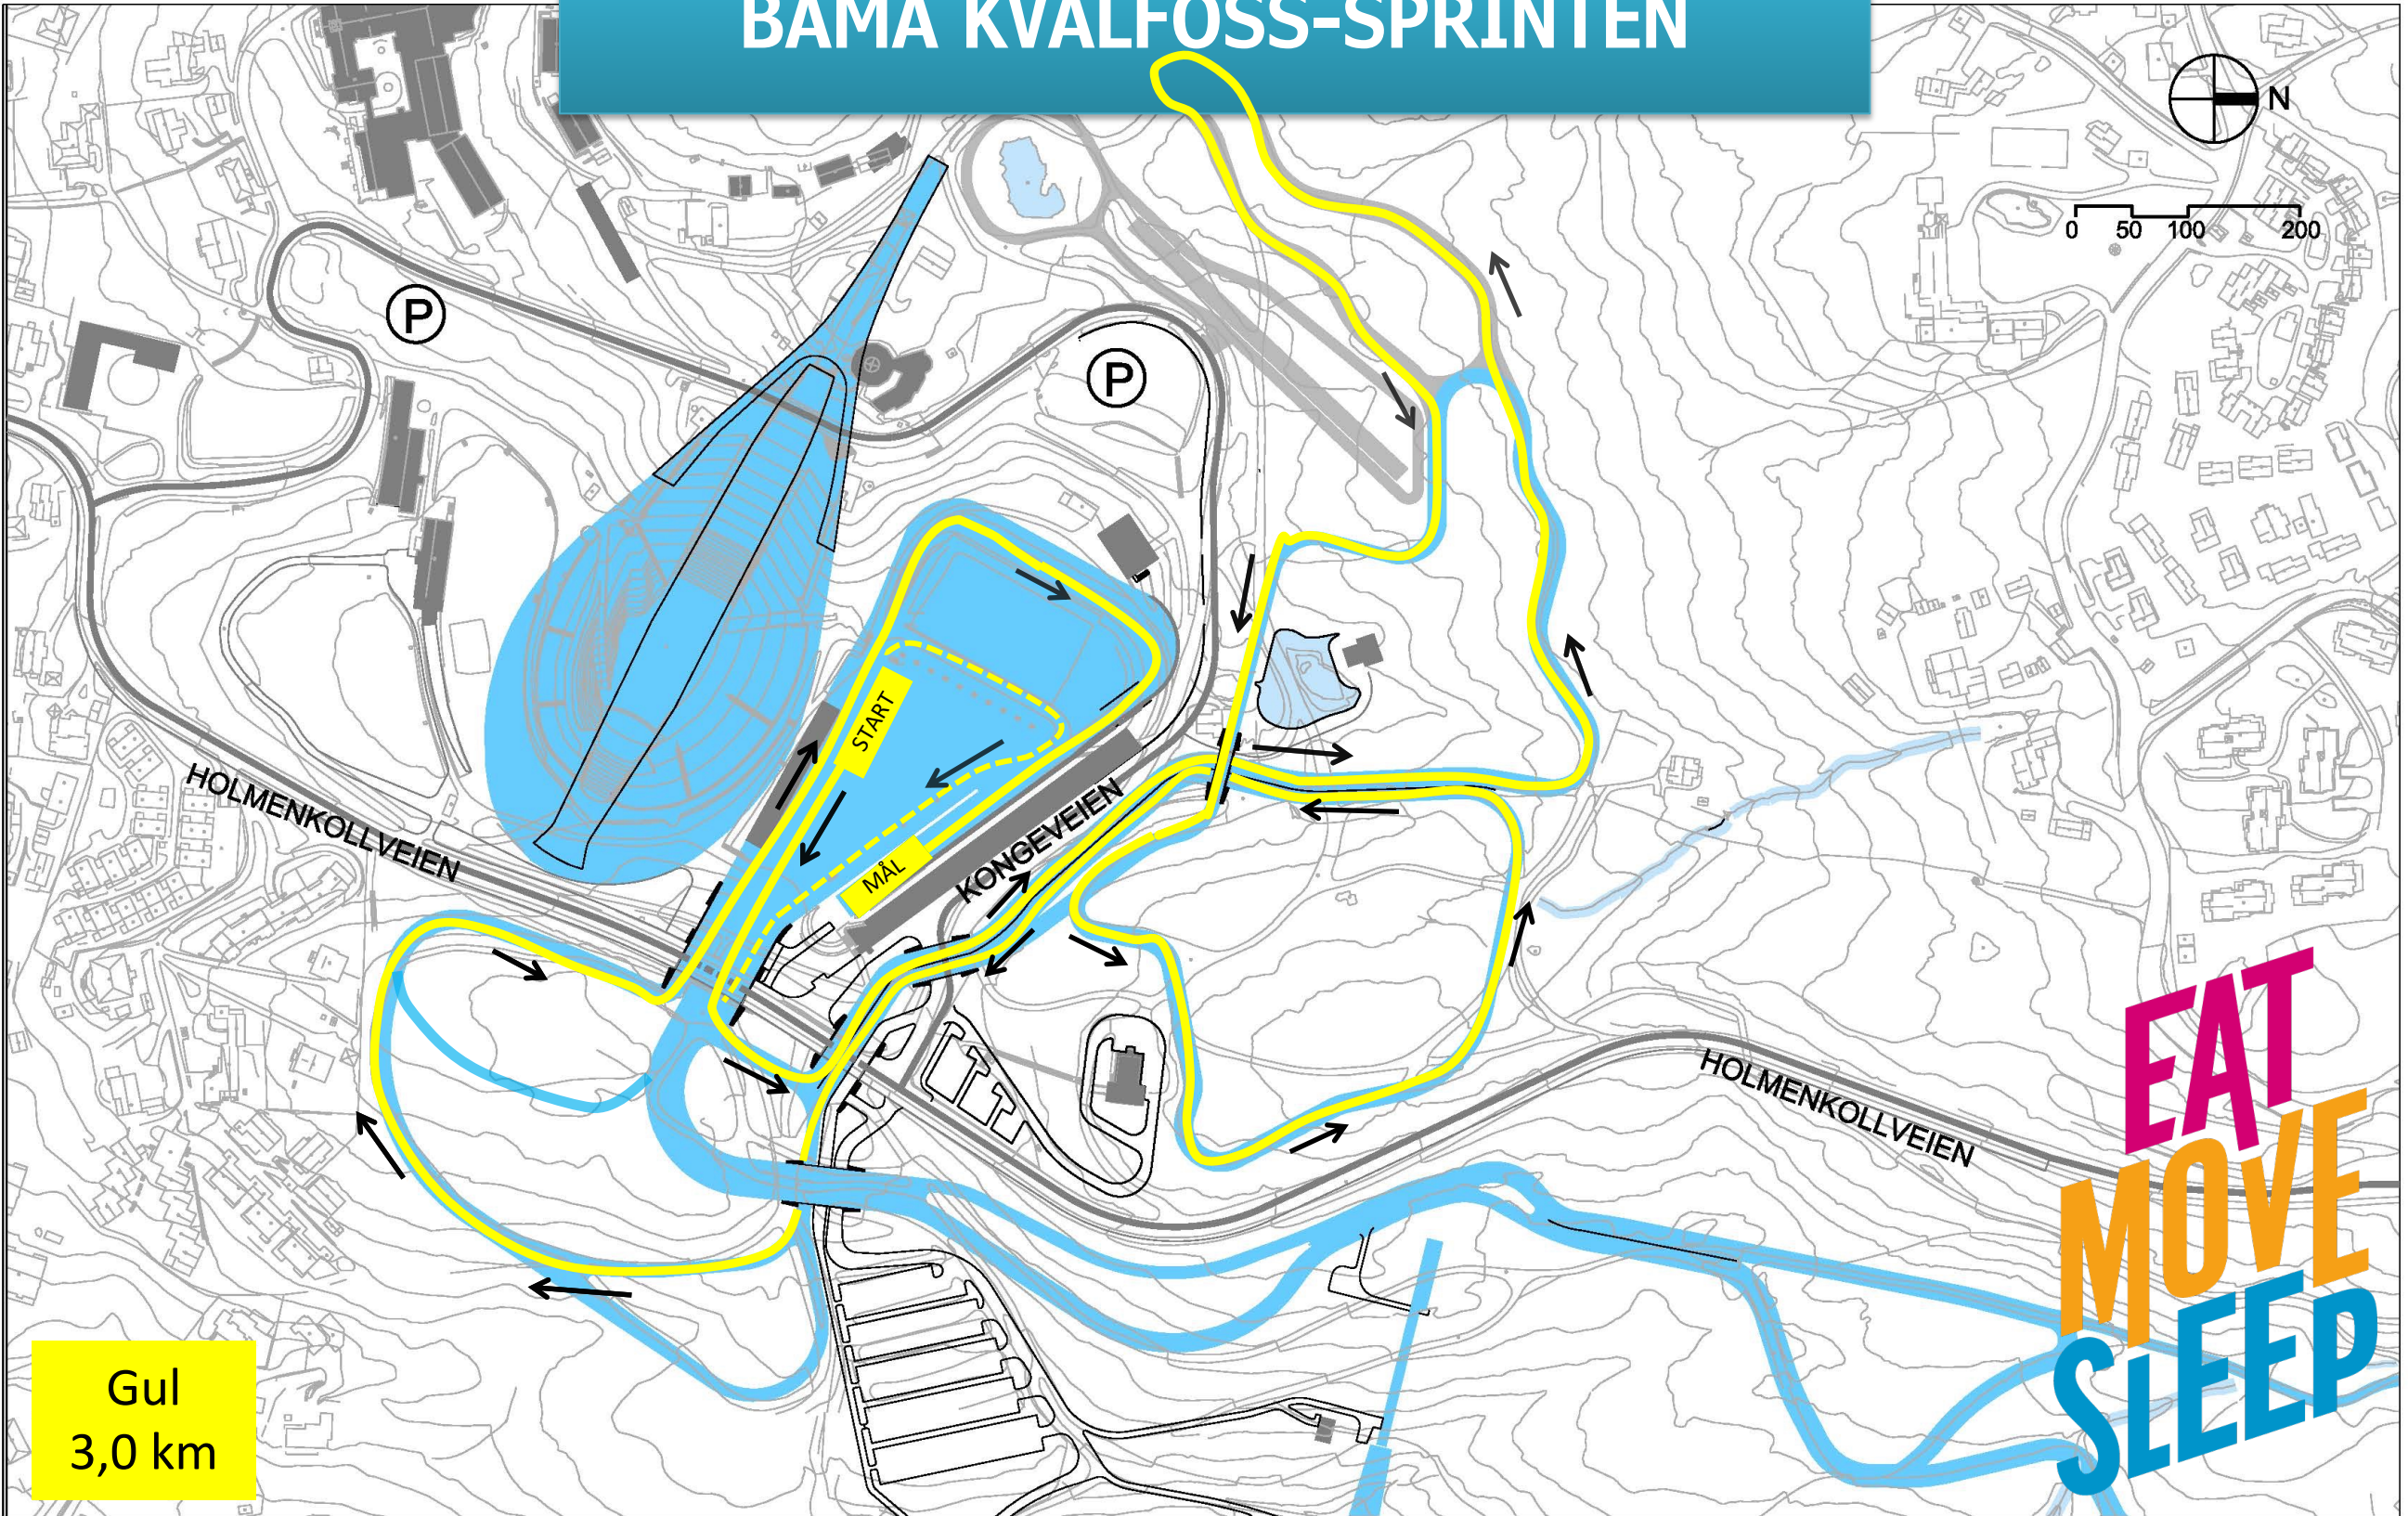 BAMA KVALFOSS-SPRINTEN
N
0 50 100 200
P
P
START
HOLMENKOLLVEIEN
KONGEVEIEN
MÅL
HOLMENKOLLVEIEN
EAT
MOVE
SLEEP
Gul
3,0 km